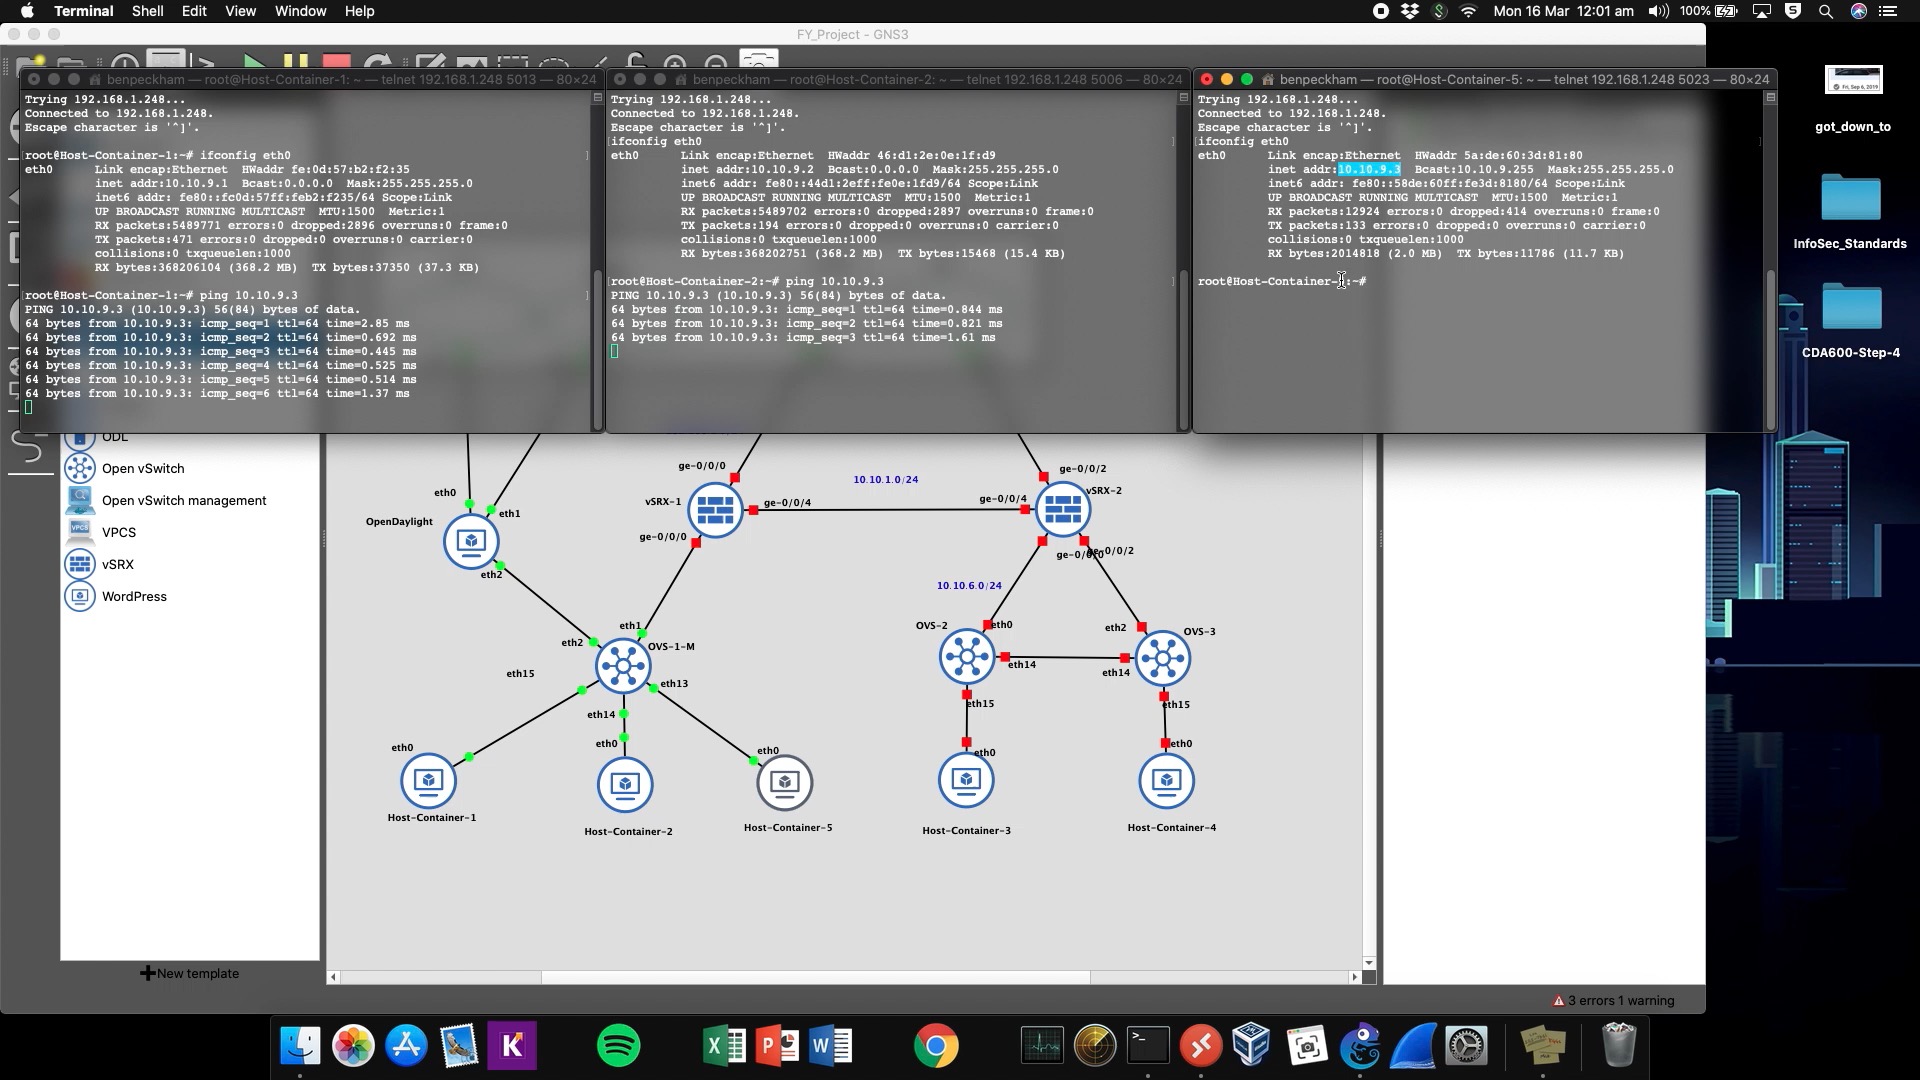 Terminal Shell Edit View Window Help
Mon 16 Mar 12:01 am 100%
FY_Project - GNS3
benpeckham — root@Host-Container-1: ~ — telnet 192.168.1.248 5013 — 80×24
Trying 192.168.1.248...
Connected to 192.168.1.248.
Escape character is '^]'.
root@Host-Container-1:~# ifconfig eth0
eth0 Link encap:Ethernet HWaddr fe:0d:57:b2:f2:35
inet addr:10.10.9.1 Bcast:0.0.0.0 Mask:255.255.255.0
inet6 addr: fe80::fc0d:57ff:feb2:f235/64 Scope:Link
UP BROADCAST RUNNING MULTICAST MTU:1500 Metric:1
RX packets:5489771 errors:0 dropped:2896 overruns:0 frame:0
TX packets:471 errors:0 dropped:0 overruns:0 carrier:0
collisions:0 txqueuelen:1000
RX bytes:368206104 (368.2 MB) TX bytes:37350 (37.3 KB)
root@Host-Container-1:~# ping 10.10.9.3
PING 10.10.9.3 (10.10.9.3) 56(84) bytes of data.
64 bytes from 10.10.9.3: icmp_seq=1 ttl=64 time=2.85 ms
64 bytes from 10.10.9.3: icmp_seq=2 ttl=64 time=0.692 ms
64 bytes from 10.10.9.3: icmp_seq=3 ttl=64 time=0.445 ms
64 bytes from 10.10.9.3: icmp_seq=4 ttl=64 time=0.525 ms
64 bytes from 10.10.9.3: icmp_seq=5 ttl=64 time=0.514 ms
64 bytes from 10.10.9.3: icmp_seq=6 ttl=64 time=1.37 ms
benpeckham — root@Host-Container-2: ~ — telnet 192.168.1.248 5006 — 80×24
Trying 192.168.1.248...
Connected to 192.168.1.248.
Escape character is '^]'.
ifconfig eth0
eth0 Link encap:Ethernet HWaddr 46:d1:2e:0e:1f:d9
inet addr:10.10.9.2 Bcast:0.0.0.0 Mask:255.255.255.0
inet6 addr: fe80::44d1:2eff:fe0e:1fd9/64 Scope:Link
UP BROADCAST RUNNING MULTICAST MTU:1500 Metric:1
RX packets:5489702 errors:0 dropped:2897 overruns:0 frame:0
TX packets:194 errors:0 dropped:0 overruns:0 carrier:0
collisions:0 txqueuelen:1000
RX bytes:368202751 (368.2 MB) TX bytes:15468 (15.4 KB)
root@Host-Container-2:~# ping 10.10.9.3
PING 10.10.9.3 (10.10.9.3) 56(84) bytes of data.
64 bytes from 10.10.9.3: icmp_seq=1 ttl=64 time=0.844 ms
64 bytes from 10.10.9.3: icmp_seq=2 ttl=64 time=0.821 ms
64 bytes from 10.10.9.3: icmp_seq=3 ttl=64 time=1.61 ms
benpeckham — root@Host-Container-5: ~ — telnet 192.168.1.248 5023 — 80×24
Trying 192.168.1.248...
Connected to 192.168.1.248.
Escape character is '^]'.
ifconfig eth0
eth0 Link encap:Ethernet HWaddr 5a:de:60:3d:81:80
inet addr:10.10.9.3 Bcast:10.10.9.255 Mask:255.255.255.0
inet6 addr: fe80::58de:60ff:fe3d:8180/64 Scope:Link
UP BROADCAST RUNNING MULTICAST MTU:1500 Metric:1
RX packets:12924 errors:0 dropped:414 overruns:0 frame:0
TX packets:133 errors:0 dropped:0 overruns:0 carrier:0
collisions:0 txqueuelen:1000
RX bytes:2014818 (2.0 MB) TX bytes:11786 (11.7 KB)
root@Host-Container- :~#
got_down_to
InfoSec_Standards
CDA600-Step-4
ODL
Open vSwitch
Open vSwitch management
VPCS
vSRX
WordPress
New template
ge-0/0/0
10.10.1.0/24
ge-0/0/2
eth0
vSRX-1
ge-0/0/4
ge-0/0/4
vSRX-2
OpenDaylight
eth1
ge-0/0/0
ge-0/0/0
ge-0/0/2
eth2
10.10.6.0/24
eth1
OVS-2
eth0
eth2
OVS-3
eth2
OVS-1-M
eth14
eth14
eth15
eth13
eth15
eth15
eth14
eth0
eth0
eth0
eth0
eth0
Host-Container-1
Host-Container-2
Host-Container-5
Host-Container-3
Host-Container-4
3 errors 1 warning